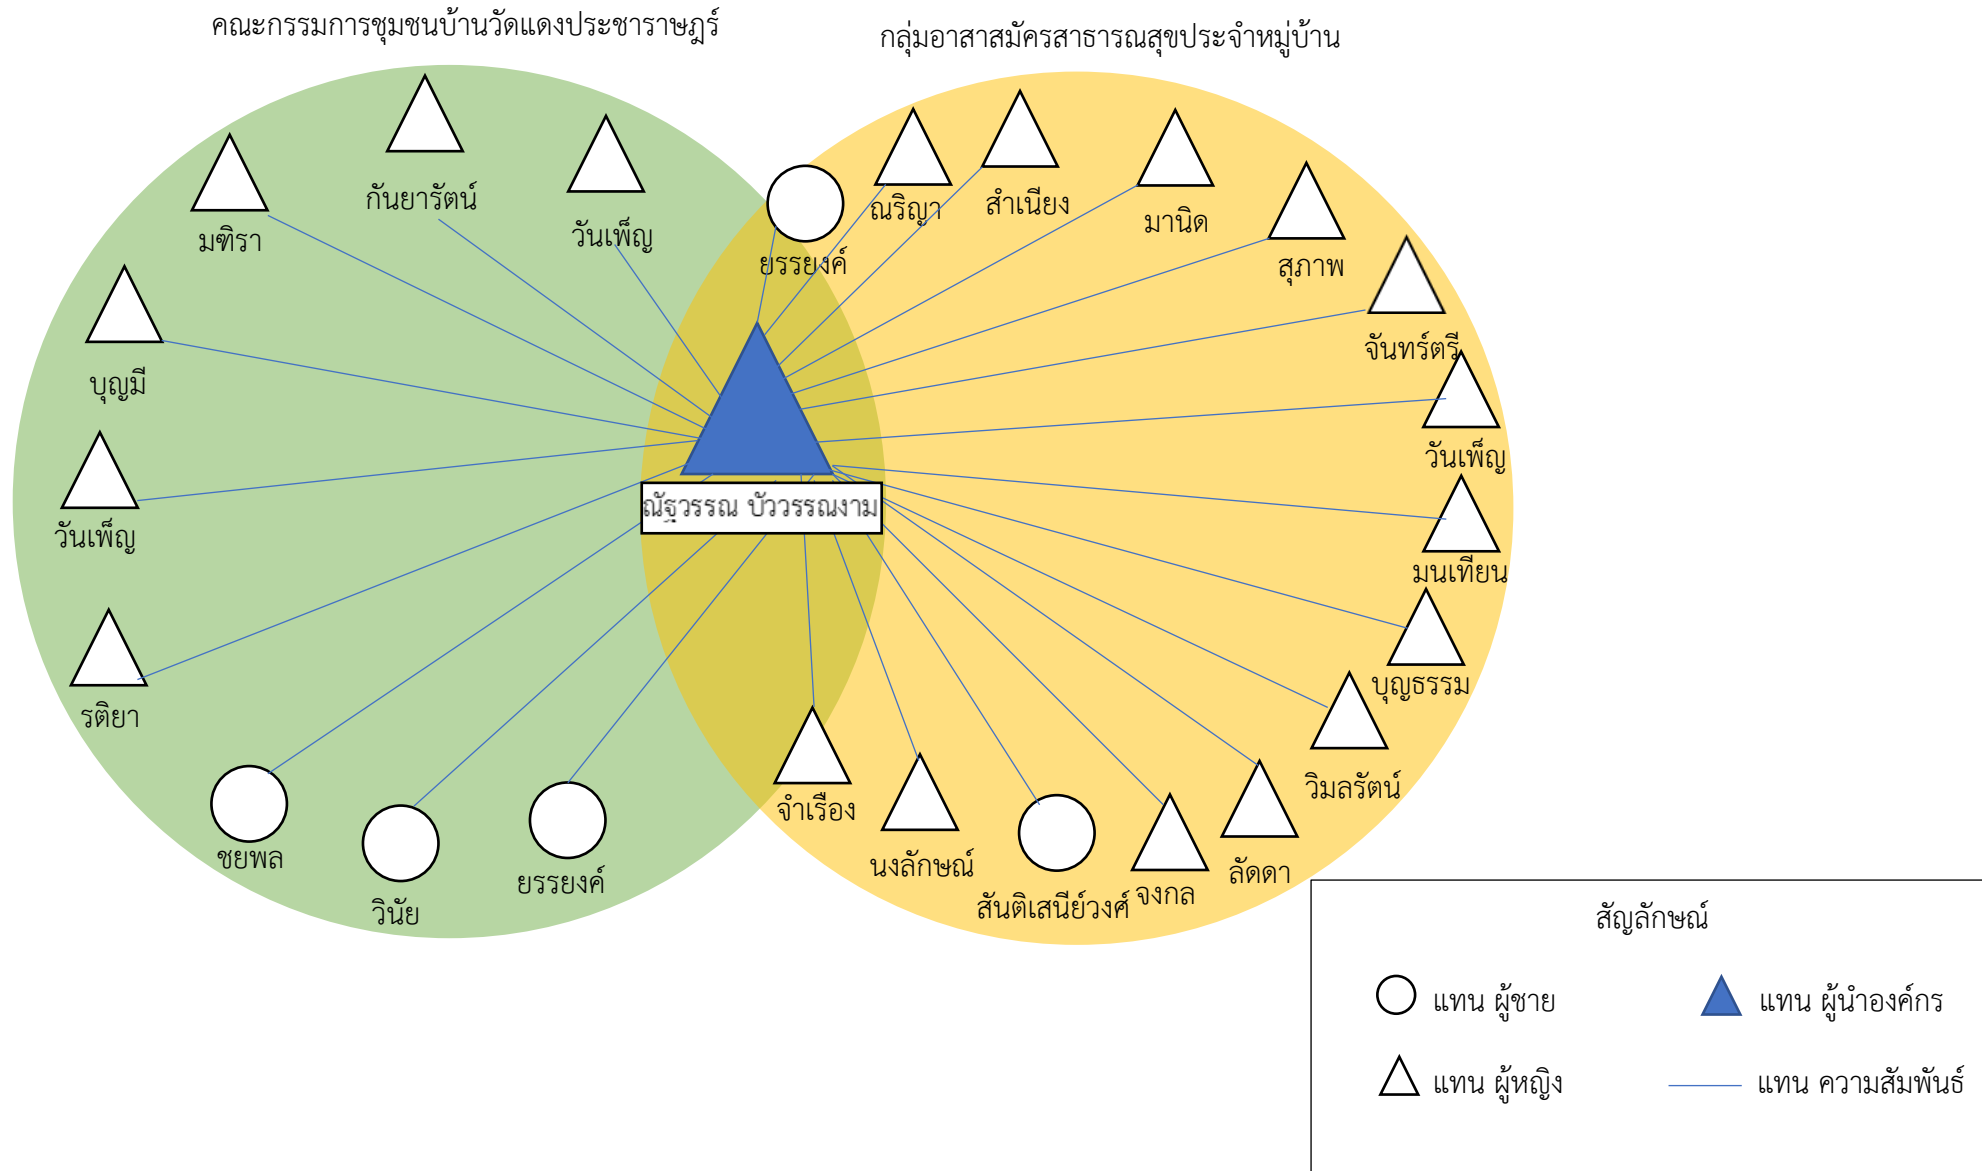 คณะกรรมการชุมชนบ้านวัดแดงประชาราษฎร์
กลุ่มอาสาสมัครสาธารณสุขประจำหมู่บ้าน
มฑิรา
กันยารัตน์
วันเพ็ญ
บุญมี
วันเพ็ญ
รติยา
ชยพล
วินัย
ยรรยงค์
ยรรยงค์
ณริญา
สำเนียง
มานิด
สุภาพ
จันทร์ตรี
วันเพ็ญ
มนเทียน
บุญธรรม
วิมลรัตน์
ลัดดา
จงกล
สันติเสนีย์วงศ์
นงลักษณ์
จำเรือง
ณัฐวรรณ บัววรรณงาม
สัญลักษณ์
แทน ผู้ชาย
แทน ผู้นำองค์กร
แทน ผู้หญิง
แทน ความสัมพันธ์